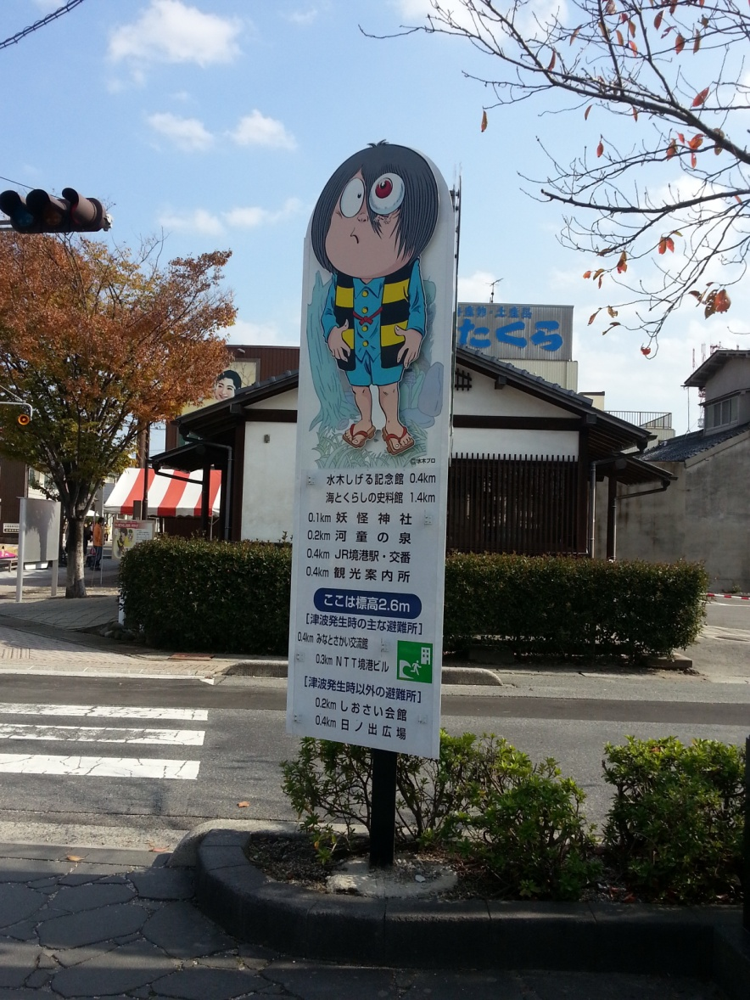 たくら
©水木プロ
水木しげる記念館 0.4km
海とくらしの史料館 1.4km
0.1km 妖怪神社
0.2km 河童の泉
0.4km JR境港駅・交番
0.4km 観光案内所
ここは標高2.6m
[津波発生時の主な避難所]
0.4km みなとさかい交流館
0.3km NTT境港ビル
[津波発生時以外の避難所]
0.2km しおさい会館
0.4km 日ノ出広場